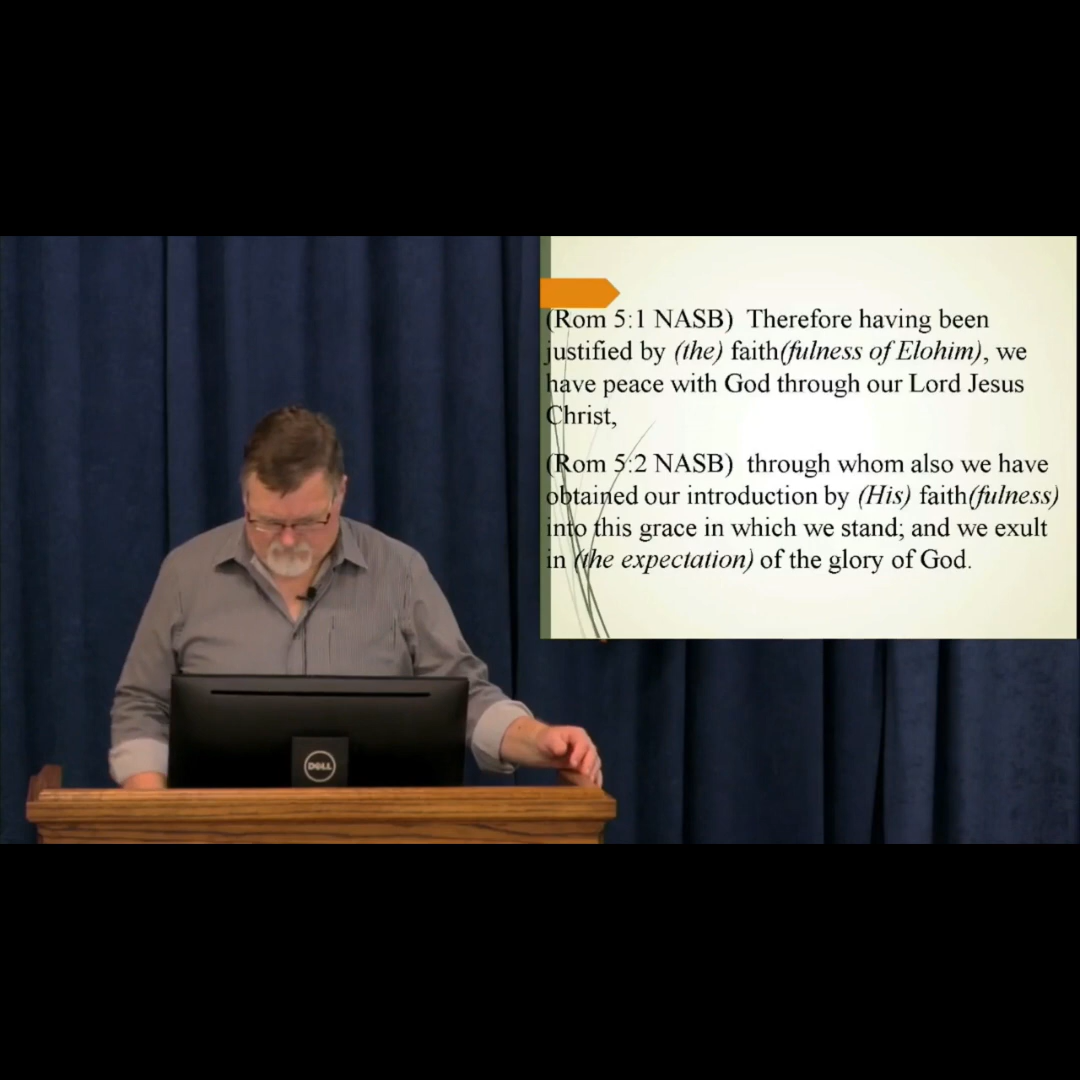 (Rom 5:1 NASB) Therefore having been
justified by (the) faith(fulness of Elohim), we
have peace with God through our Lord Jesus
Christ,
(Rom 5:2 NASB) through whom also we have
obtained our introduction by (His) faith(fulness)
into this grace in which we stand; and we exult
in (the expectation) of the glory of God.
DELL